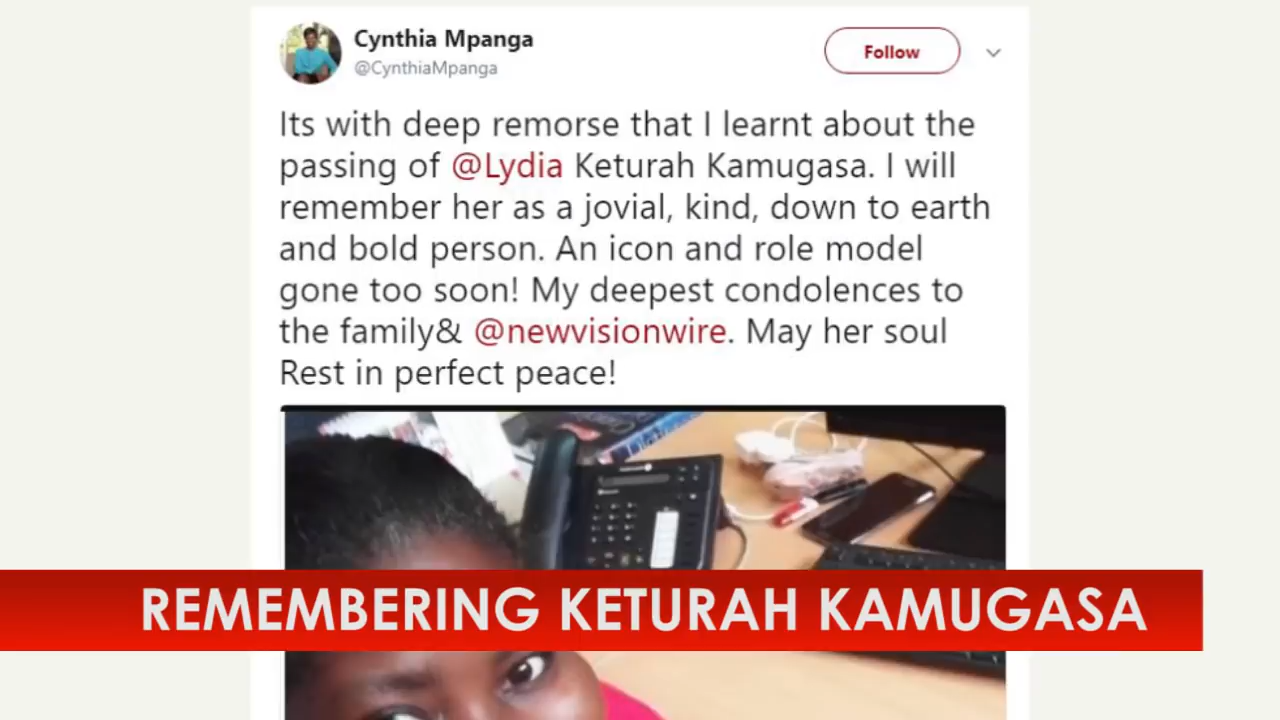 Cynthia Mpanga
@CynthiaMpanga
Follow
Its with deep remorse that I learnt about the
passing of @Lydia Keturah Kamugasa. I will
remember her as a jovial, kind, down to earth
and bold person. An icon and role model
gone too soon! My deepest condolences to
the family& @newvisionwire. May her soul
Rest in perfect peace!
REMEMBERING KETURAH KAMUGASA